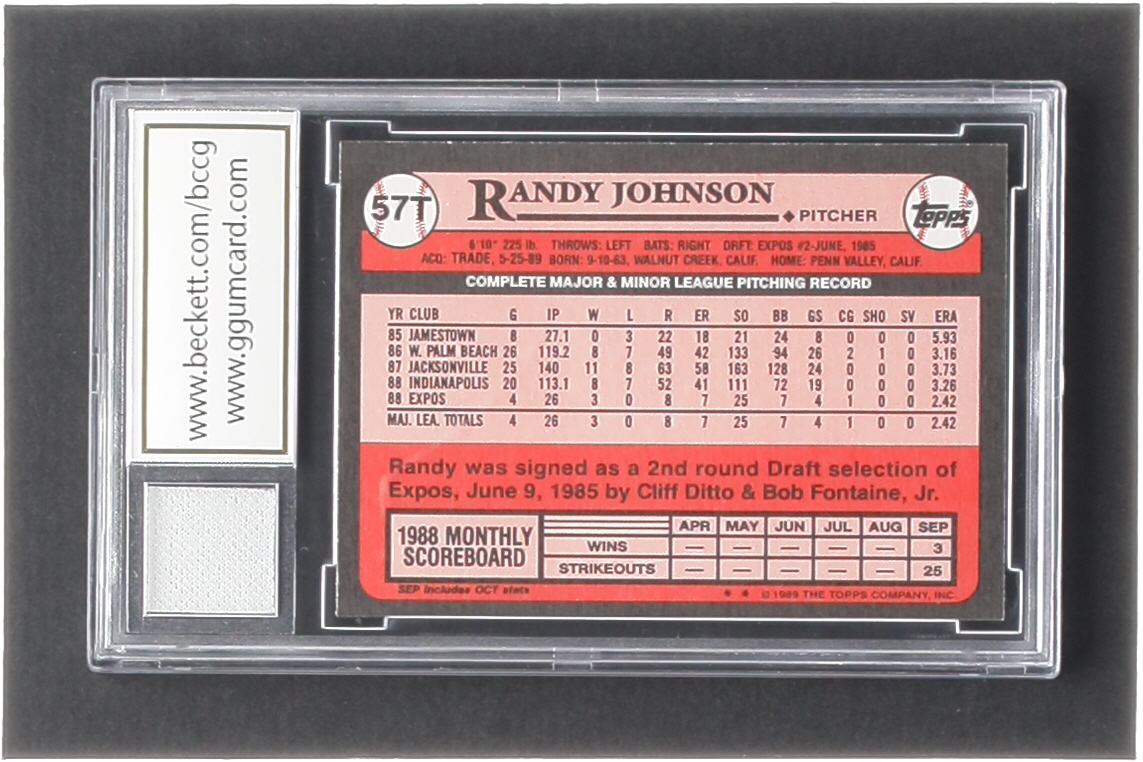 www.beckett.com/bccg
www.ggumcard.com
57T
RANDY JOHNSON
PITCHER
Topps®
6'10" 225 lb. THROWS: LEFT BATS: RIGHT DRFT: EXPOS #2-JUNE, 1985
ACQ: TRADE, 5-25-89 BORN: 9-10-63, WALNUT CREEK, CALIF. HOME: PENN VALLEY, CALIF.
COMPLETE MAJOR & MINOR LEAGUE PITCHING RECORD
YR CLUB G IP W L R ER SO BB GS CG SHO SV ERA
85 JAMESTOWN 8 27.1 0 3 22 18 21 24 8 0 0 0 5.93
86 W. PALM BEACH 26 119.2 8 7 49 42 133 94 26 2 1 0 3.16
87 JACKSONVILLE 25 140 11 8 63 58 163 128 24 0 0 0 3.73
88 INDIANAPOLIS 20 113.1 8 7 52 41 111 72 19 0 0 0 3.26
88 EXPOS 4 26 3 0 8 7 25 7 4 1 0 0 2.42
MAJ. LEA. TOTALS 4 26 3 0 8 7 25 7 4 1 0 0 2.42
Randy was signed as a 2nd round Draft selection of
Expos, June 9, 1985 by Cliff Ditto & Bob Fontaine, Jr.
1988 MONTHLY
SCOREBOARD
APR MAY JUN JUL AUG SEP
WINS — — — — — 3
STRIKEOUTS — — — — — 25
SEP includes OCT stats
* * © 1989 THE TOPPS COMPANY, INC.